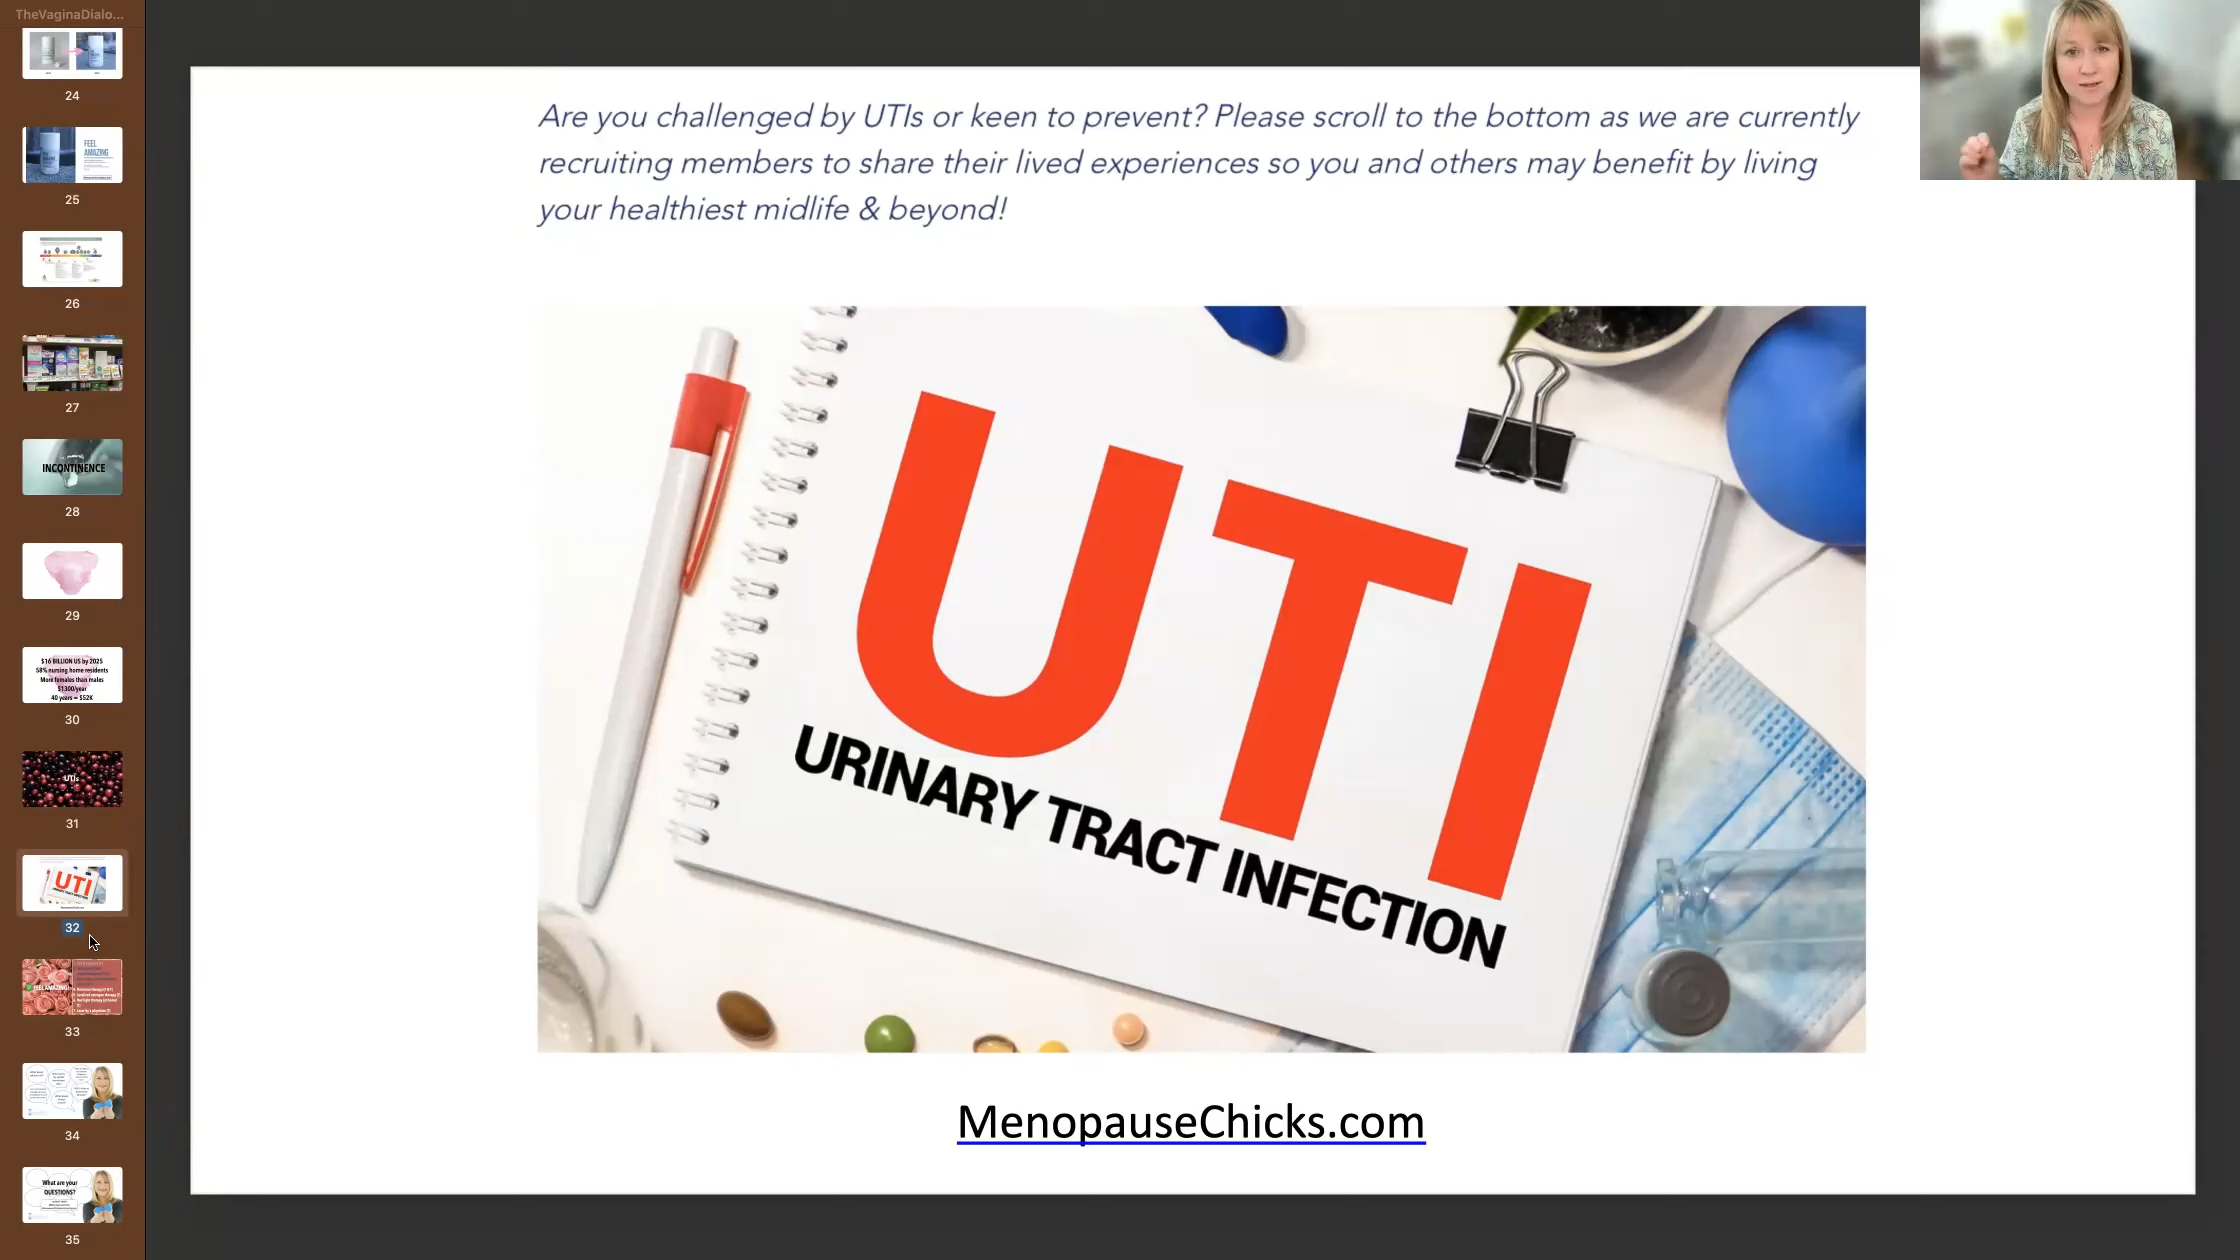 TheVaginaDialo...
24
FEEL
AMAZING
25
26
27
INCONTINENCE
28
29
$16 BILLION US by 2025
58% nursing home residents
More females than males
$1300/year
40 years = $52K
30
UTIs
31
UTI
32
FEEL AMAZING!
33
34
What are your
QUESTIONS?
35
Are you challenged by UTIs or keen to prevent? Please scroll to the bottom as we are currently
recruiting members to share their lived experiences so you and others may benefit by living
your healthiest midlife & beyond!
UTI
URINARY TRACT INFECTION
MenopauseChicks.com